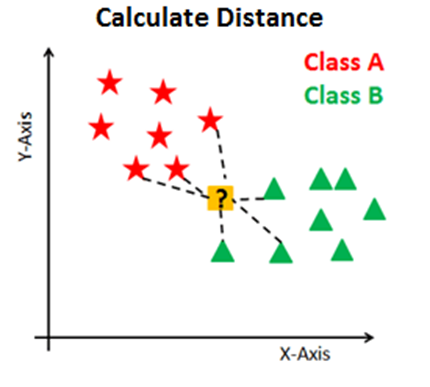 Calculate Distance
Class A
Class B
Y-Axis
?
X-Axis